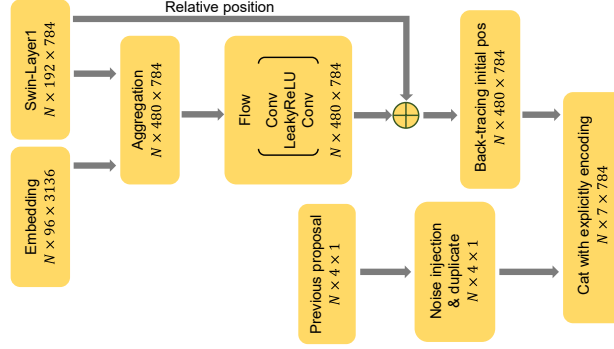 Relative position
Swin-Layer1
N × 192 × 784
Embedding
N × 96 × 3136
Aggregation
N × 480 × 784
Flow
Conv
LeakyReLU
Conv
N × 480 × 784
Back-tracing initial pos
N × 480 × 784
Previous proposal
N × 4 × 1
Noise injection
& duplicate
N × 4 × 1
Cat with explicitly encoding
N × 7 × 784